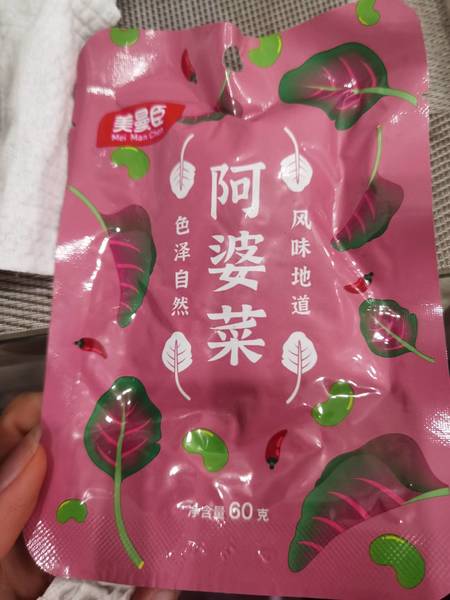 美曼臣
Mei Man Chen
阿婆菜
风味地道
色泽自然
净含量60克